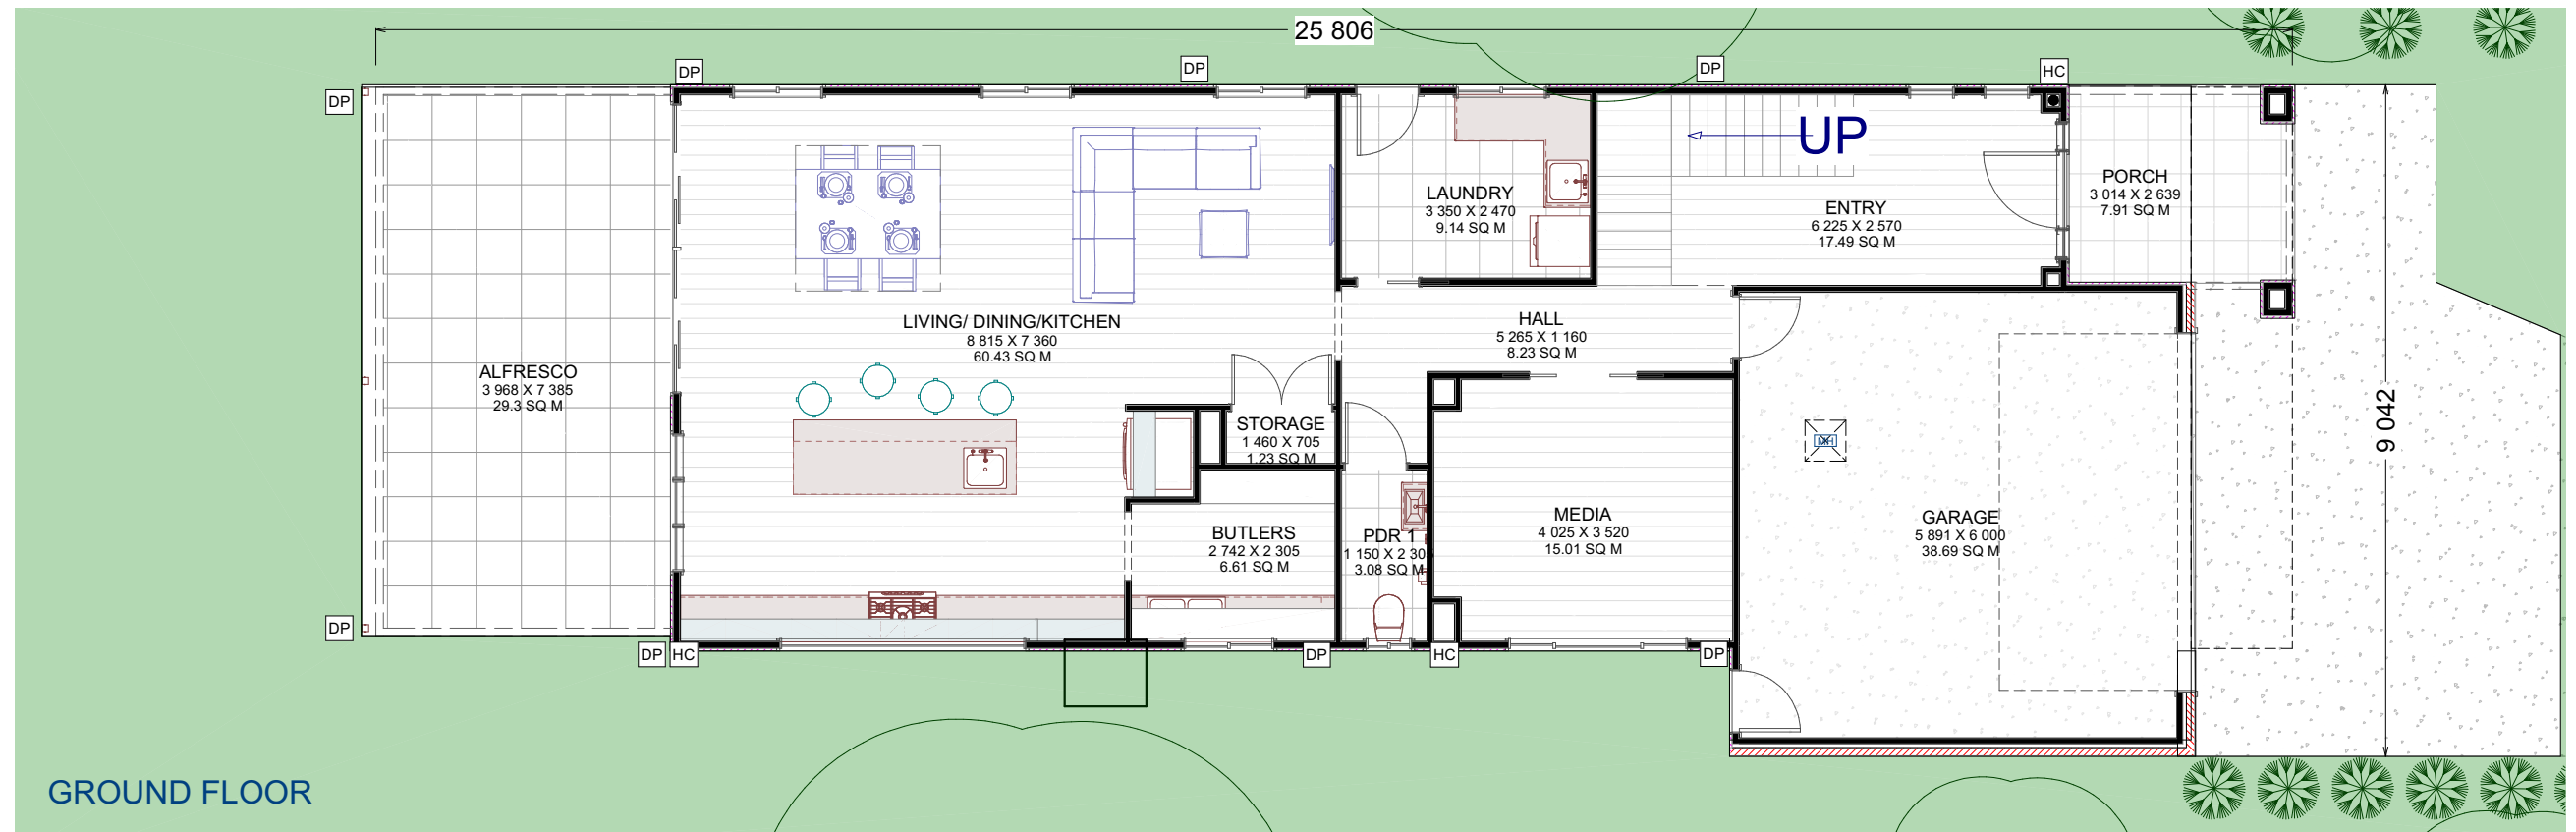 25 806
DP
DP
DP
HC
DP
UP
LAUNDRY
3 350 X 2 470
9.14 SQ M
ENTRY
6 225 X 2 570
17.49 SQ M
PORCH
3 014 X 2 639
7.91 SQ M
LIVING/ DINING/KITCHEN
8 815 X 7 360
60.43 SQ M
HALL
5 265 X 1 160
8.23 SQ M
ALFRESCO
3 968 X 7 385
29.3 SQ M
STORAGE
1 460 X 705
1.23 SQ M
9 042
MH
BUTLERS
2 742 X 2 305
6.61 SQ M
PDR 1
1 150 X 2 305
3.08 SQ M
MEDIA
4 025 X 3 520
15.01 SQ M
GARAGE
5 891 X 6 000
38.69 SQ M
DP
DP
HC
DP
HC
DP
GROUND FLOOR